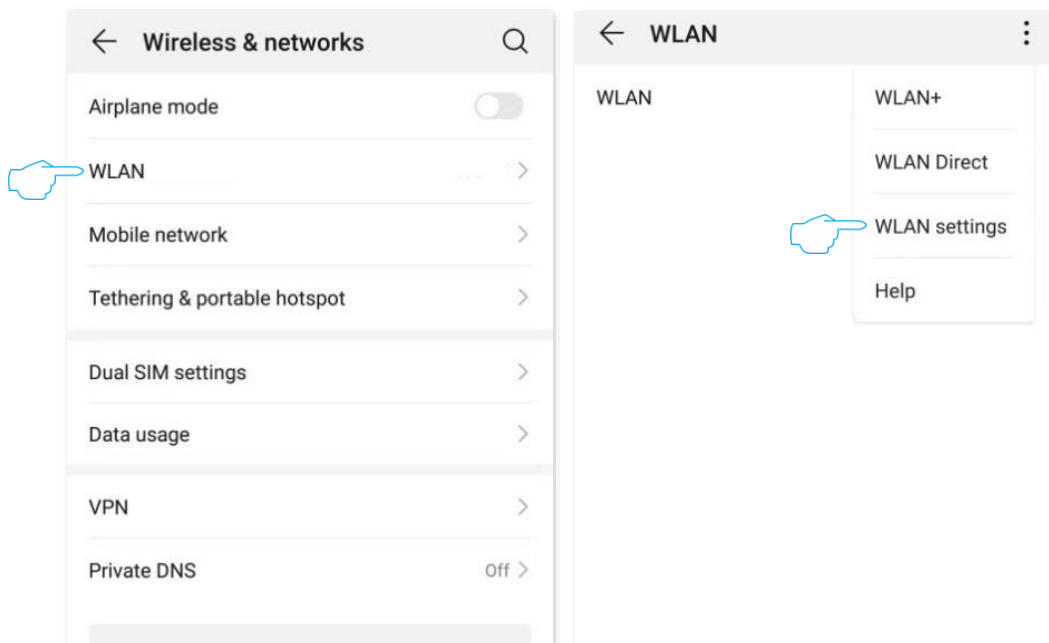 Wireless & networks
Airplane mode
WLAN
Mobile network
Tethering & portable hotspot
Dual SIM settings
Data usage
VPN
Private DNS
Off
WLAN
WLAN
WLAN+
WLAN Direct
WLAN settings
Help